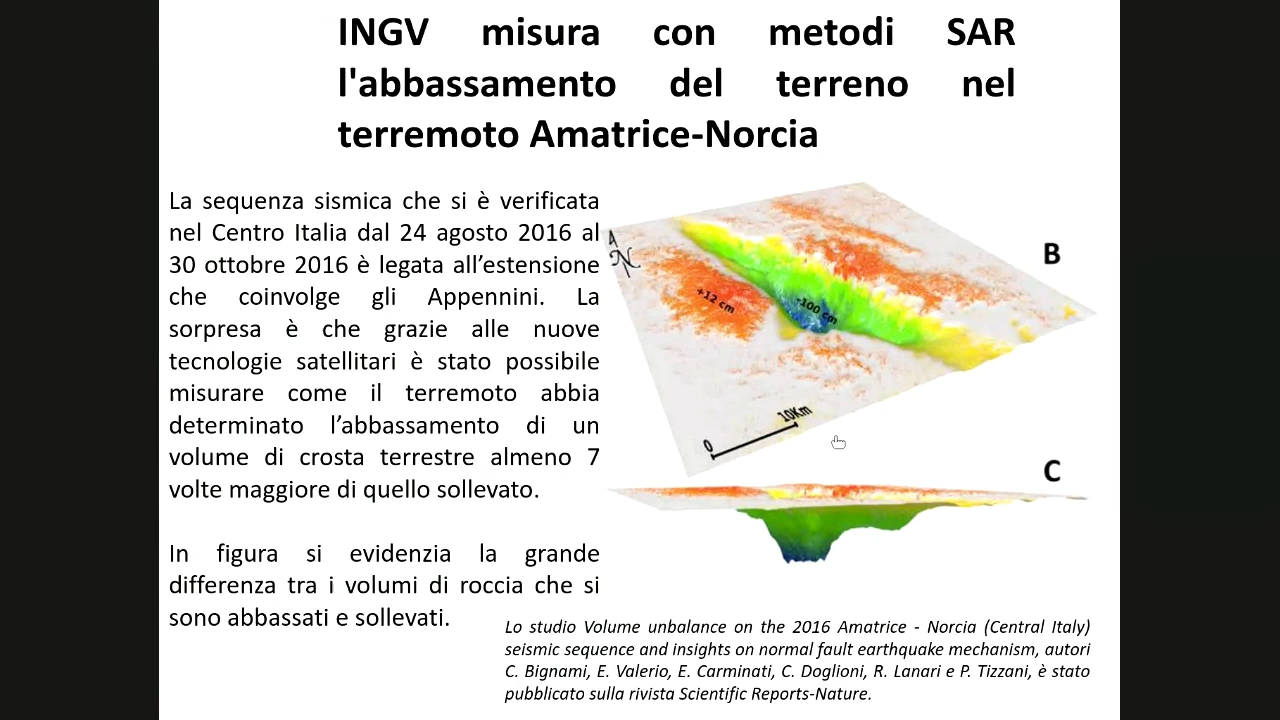 INGV misura con metodi SAR
l'abbassamento del terreno nel
terremoto Amatrice-Norcia
La sequenza sismica che si è verificata
nel Centro Italia dal 24 agosto 2016 al
30 ottobre 2016 è legata all’estensione
che coinvolge gli Appennini. La
sorpresa è che grazie alle nuove
tecnologie satellitari è stato possibile
misurare come il terremoto abbia
determinato l’abbassamento di un
volume di crosta terrestre almeno 7
volte maggiore di quello sollevato.
In figura si evidenzia la grande
differenza tra i volumi di roccia che si
sono abbassati e sollevati.
N
B
+12 cm
-100 cm
0 10Km
C
Lo studio Volume unbalance on the 2016 Amatrice - Norcia (Central Italy)
seismic sequence and insights on normal fault earthquake mechanism, autori
C. Bignami, E. Valerio, E. Carminati, C. Doglioni, R. Lanari e P. Tizzani, è stato
pubblicato sulla rivista Scientific Reports-Nature.